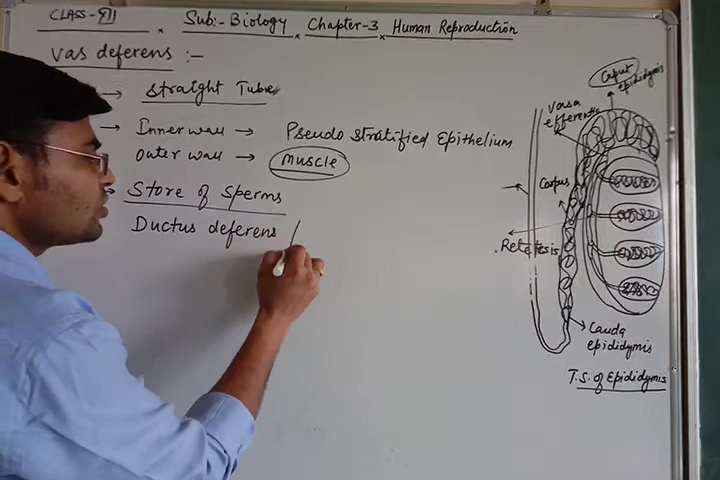 CLASS-XII Sub:- Biology Chapter-3 Human Reproduction
Vas deferens :-
→ Straight Tube
→ Inner wall → Pseudo stratified Epithelium
Outer wall → Muscle
→ Store of Sperms
Ductus deferens /
Caput epididymis
Vasa efferentia
Corpus
Rete testis
Cauda epididymis
T.S. of Epididymis